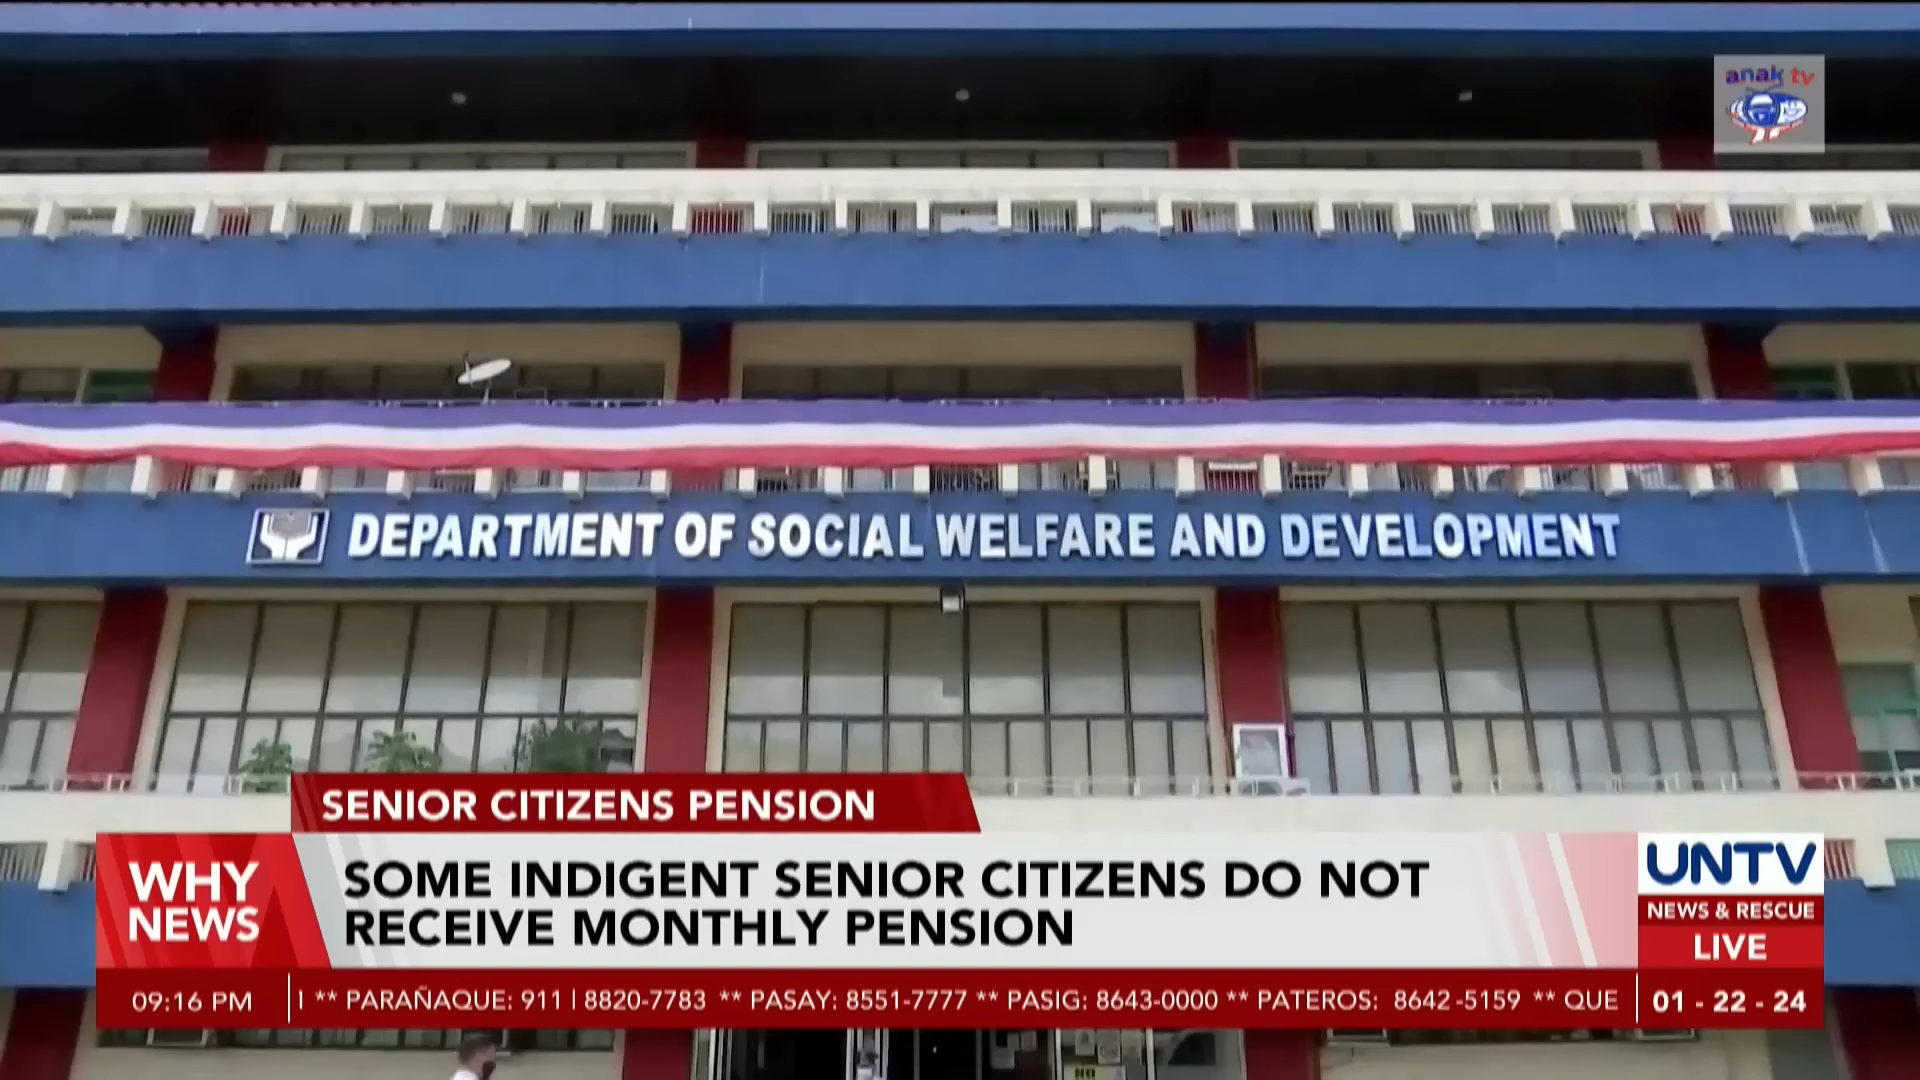 anak tv
DEPARTMENT OF SOCIAL WELFARE AND DEVELOPMENT
SENIOR CITIZENS PENSION
WHY
NEWS
SOME INDIGENT SENIOR CITIZENS DO NOT
RECEIVE MONTHLY PENSION
UNTV
NEWS & RESCUE
LIVE
09:16 PM
** PARAÑAQUE: 911 | 8820-7783 ** PASAY: 8551-7777 ** PASIG: 8643-0000 ** PATEROS: 8642-5159 ** QUE
01 - 22 - 24
NO